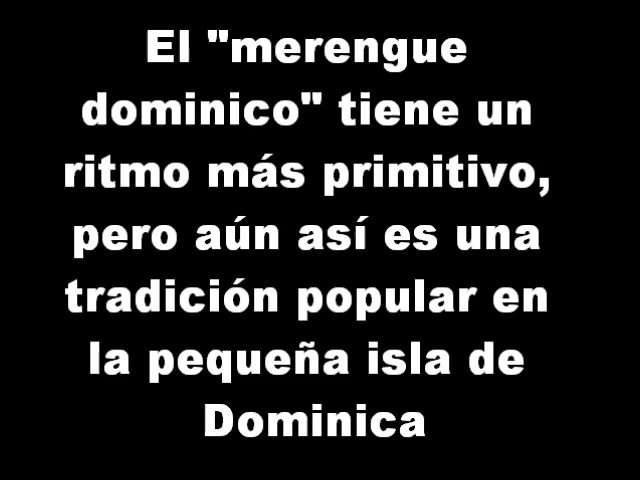 El "merengue
dominico" tiene un
ritmo más primitivo,
pero aún así es una
tradición popular en
la pequeña isla de
Dominica